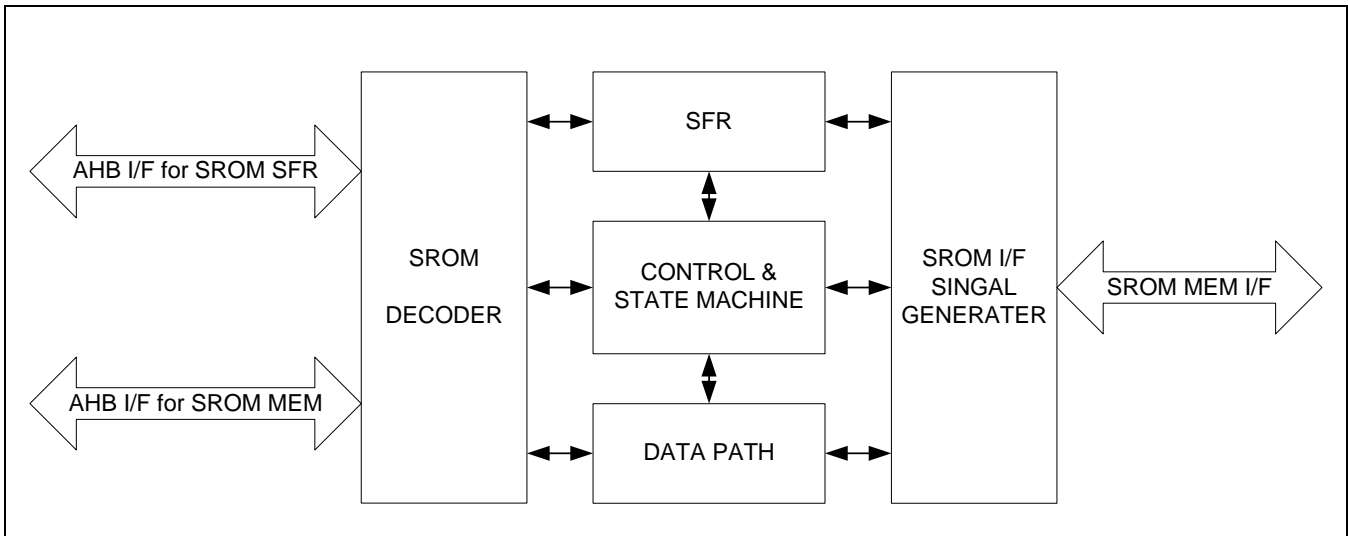 AHB I/F for SROM SFR
AHB I/F for SROM MEM
SROM
DECODER
SFR
CONTROL &
STATE MACHINE
DATA PATH
SROM I/F
SINGAL
GENERATER
SROM MEM I/F